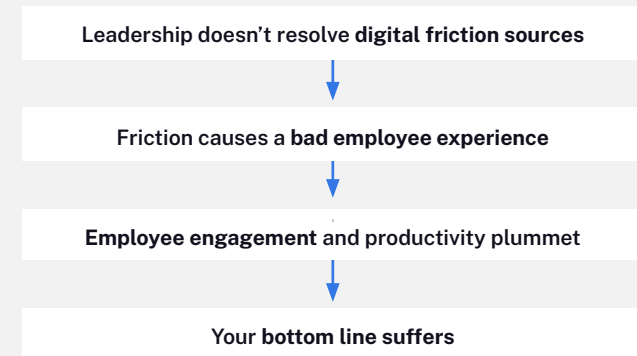 Leadership doesn’t resolve digital friction sources
Friction causes a bad employee experience
Employee engagement and productivity plummet
Your bottom line suffers